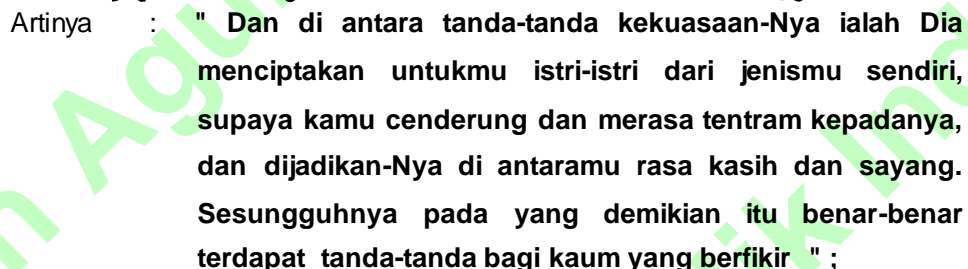 Artinya : " Dan di antara tanda-tanda kekuasaan-Nya ialah Dia
menciptakan untukmu istri-istri dari jenismu sendiri,
supaya kamu cenderung dan merasa tentram kepadanya,
dan dijadikan-Nya di antaramu rasa kasih dan sayang.
Sesungguhnya pada yang demikian itu benar-benar
terdapat tanda-tanda bagi kaum yang berfikir " ;